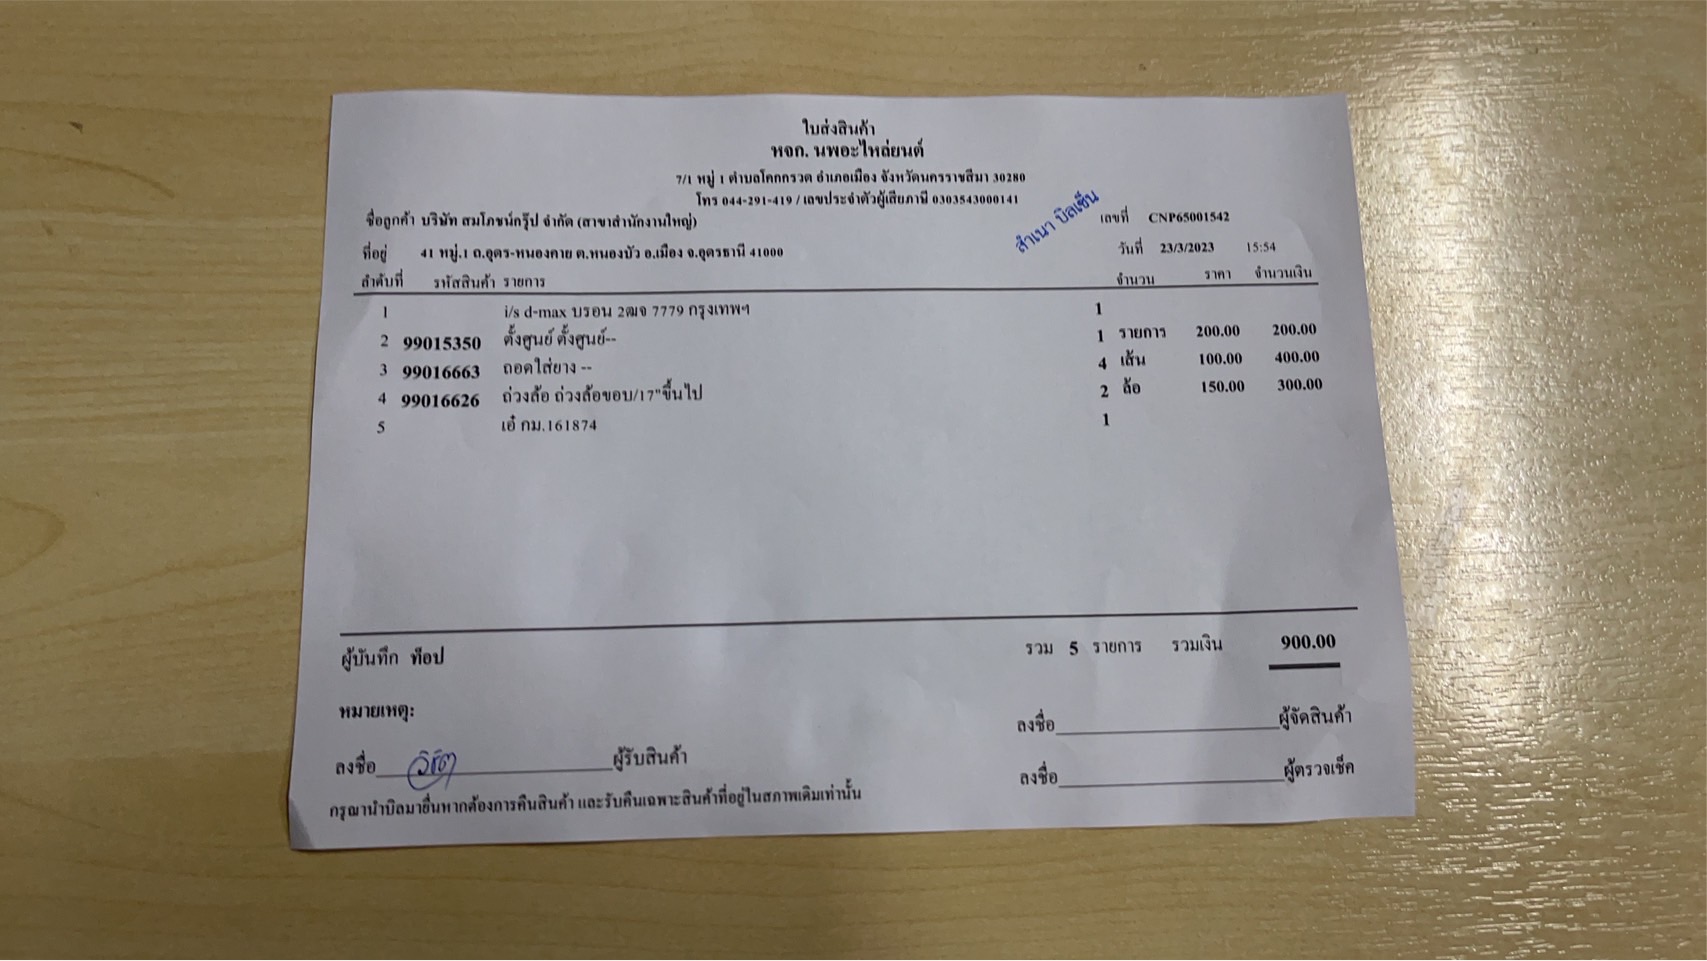 ใบส่งสินค้า
หจก. นพอะไหล่ยนต์
7/1 หมู่ 1 ตำบลโคกกรวด อำเภอเมือง จังหวัดนครราชสีมา 30280
โทร 044-291-419 / เลขประจำตัวผู้เสียภาษี 0303543000141
สำเนา บิลเซ็น
ชื่อลูกค้า บริษัท สมโภชน์กรุ๊ป จำกัด (สาขาสำนักงานใหญ่) เลขที่ CNP65001542
ที่อยู่ 41 หมู่.1 ถ.อุดร-หนองคาย ต.หนองบัว อ.เมือง จ.อุดรธานี 41000 วันที่ 23/3/2023 15:54
ลำดับที่ รหัสสินค้า รายการ จำนวน ราคา จำนวนเงิน
1 i/s d-max บรอน 2ฒจ 7779 กรุงเทพฯ 1
2 99015350 ตั้งศูนย์ ตั้งศูนย์-- 1 รายการ 200.00 200.00
3 99016663 ถอดใส่ยาง -- 4 เส้น 100.00 400.00
4 99016626 ถ่วงล้อ ถ่วงล้อขอบ/17"ขึ้นไป 2 ล้อ 150.00 300.00
5 เอ๋ กม.161874 1
ผู้บันทึก ท็อป รวม 5 รายการ รวมเงิน 900.00
หมายเหตุ:
ลงชื่อ ผู้จัดสินค้า
ลงชื่อ ผู้รับสินค้า
ลงชื่อ ผู้ตรวจเช็ค
กรุณานำบิลมายื่นหากต้องการคืนสินค้า และรับคืนเฉพาะสินค้าที่อยู่ในสภาพเดิมเท่านั้น